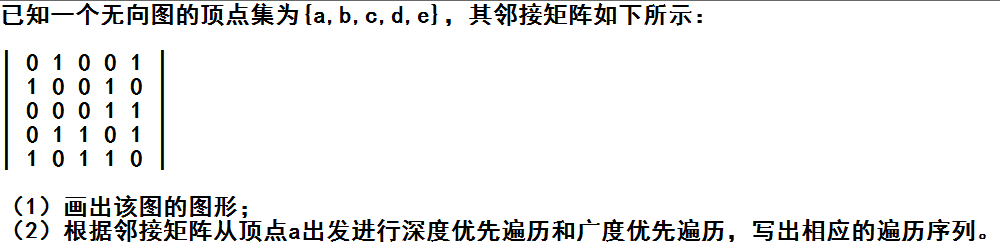 已知一个无向图的顶点集为{a,b,c,d,e}，其邻接矩阵如下所示：
| 0 1 0 0 1 |
| 1 0 0 1 0 |
| 0 0 0 1 1 |
| 0 1 1 0 1 |
| 1 0 1 1 0 |
（1）画出该图的图形；
（2）根据邻接矩阵从顶点a出发进行深度优先遍历和广度优先遍历，写出相应的遍历序列。